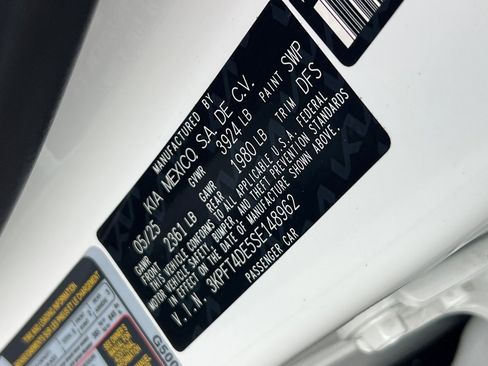 MANUFACTURED BY
KIA MEXICO, S.A. DE C.V.
05/25 GVWR 3924 LB PAINT SWP
GAWR FRONT 2361 LB GAWR 1980 LB TRIM DFS
THIS VEHICLE CONFORMS TO ALL APPLICABLE U.S.A. FEDERAL
MOTOR VEHICLE SAFETY, BUMPER, AND THEFT PREVENTION STANDARDS
IN EFFECT ON THE DATE OF MANUFACTURE SHOWN ABOVE.
V.I.N. 3KPFT4DE5SE148962
PASSENGER CAR
G500